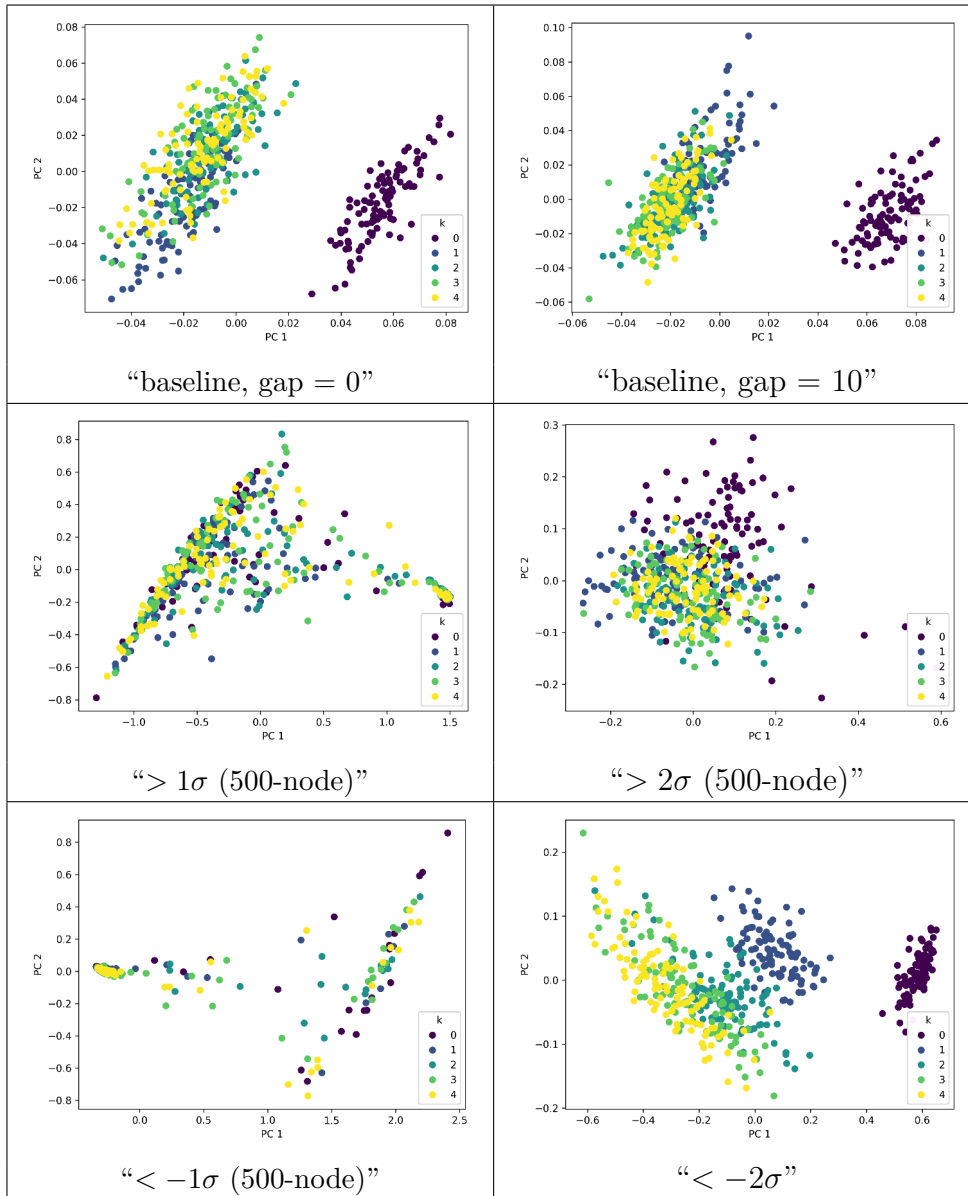 0.08
0.06
0.04
0.02
0.00
−0.02
−0.04
−0.06
PC 2
−0.04 −0.02 0.00 0.02 0.04 0.06 0.08
PC 1
k
0
1
2
3
4
“baseline, gap = 0”
0.10
0.08
0.06
0.04
0.02
0.00
−0.02
−0.04
−0.06
PC 2
−0.06 −0.04 −0.02 0.00 0.02 0.04 0.06 0.08
PC 1
k
0
1
2
3
4
“baseline, gap = 10”
0.8
0.6
0.4
0.2
0.0
−0.2
−0.4
−0.6
−0.8
PC 2
−1.0 −0.5 0.0 0.5 1.0 1.5
PC 1
k
0
1
2
3
4
“> 1σ (500-node)”
0.3
0.2
0.1
0.0
−0.1
−0.2
PC 2
−0.2 0.0 0.2 0.4 0.6
PC 1
k
0
1
2
3
4
“> 2σ (500-node)”
0.8
0.6
0.4
0.2
0.0
−0.2
−0.4
−0.6
−0.8
PC 2
0.0 0.5 1.0 1.5 2.0 2.5
PC 1
k
0
1
2
3
4
“< −1σ (500-node)”
0.2
0.1
0.0
−0.1
−0.2
PC 2
−0.6 −0.4 −0.2 0.0 0.2 0.4 0.6
PC 1
k
0
1
2
3
4
“< −2σ”